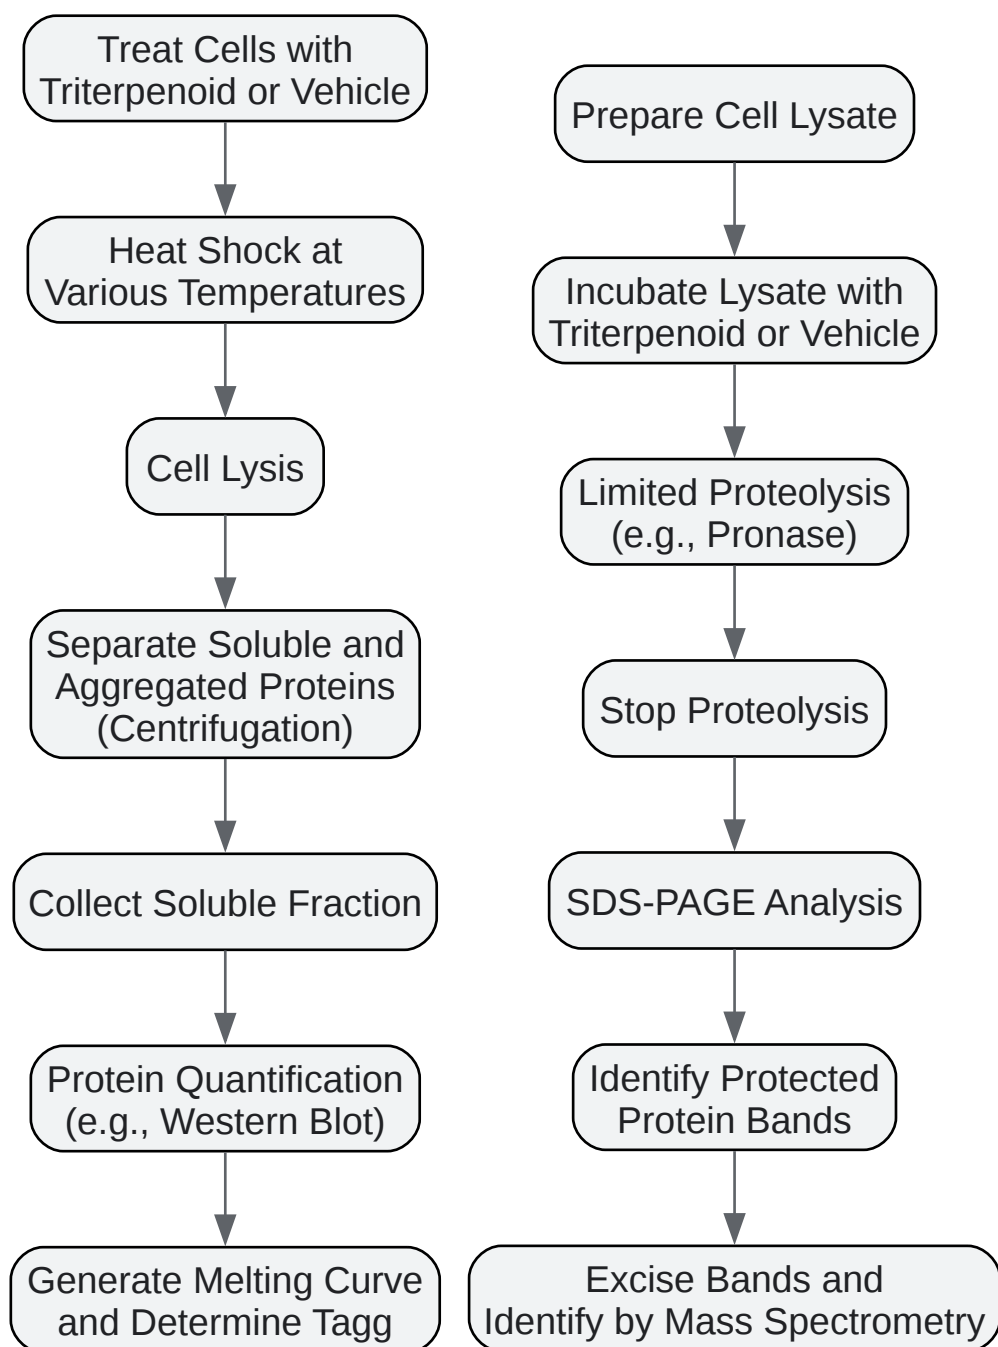 Treat Cells with
Triterpenoid or Vehicle
Heat Shock at
Various Temperatures
Cell Lysis
Separate Soluble and
Aggregated Proteins
(Centrifugation)
Collect Soluble Fraction
Protein Quantification
(e.g., Western Blot)
Generate Melting Curve
and Determine Tagg
Prepare Cell Lysate
Incubate Lysate with
Triterpenoid or Vehicle
Limited Proteolysis
(e.g., Pronase)
Stop Proteolysis
SDS-PAGE Analysis
Identify Protected
Protein Bands
Excise Bands and
Identify by Mass Spectrometry